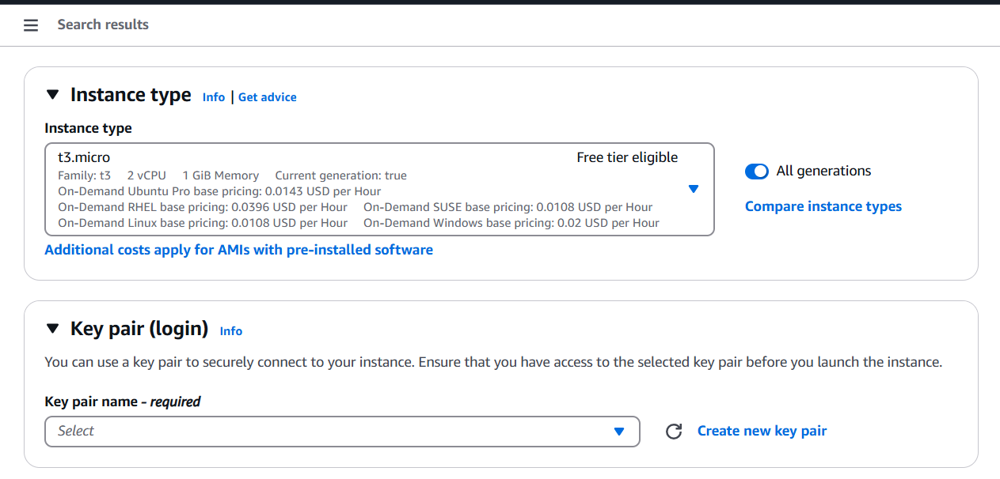 Search results
Instance type Info | Get advice
Instance type
t3.micro Free tier eligible
Family: t3 2 vCPU 1 GiB Memory Current generation: true
On-Demand Ubuntu Pro base pricing: 0.0143 USD per Hour
On-Demand RHEL base pricing: 0.0396 USD per Hour On-Demand SUSE base pricing: 0.0108 USD per Hour
On-Demand Linux base pricing: 0.0108 USD per Hour On-Demand Windows base pricing: 0.02 USD per Hour
All generations
Compare instance types
Additional costs apply for AMIs with pre-installed software
Key pair (login) Info
You can use a key pair to securely connect to your instance. Ensure that you have access to the selected key pair before you launch the instance.
Key pair name - required
Select
Create new key pair